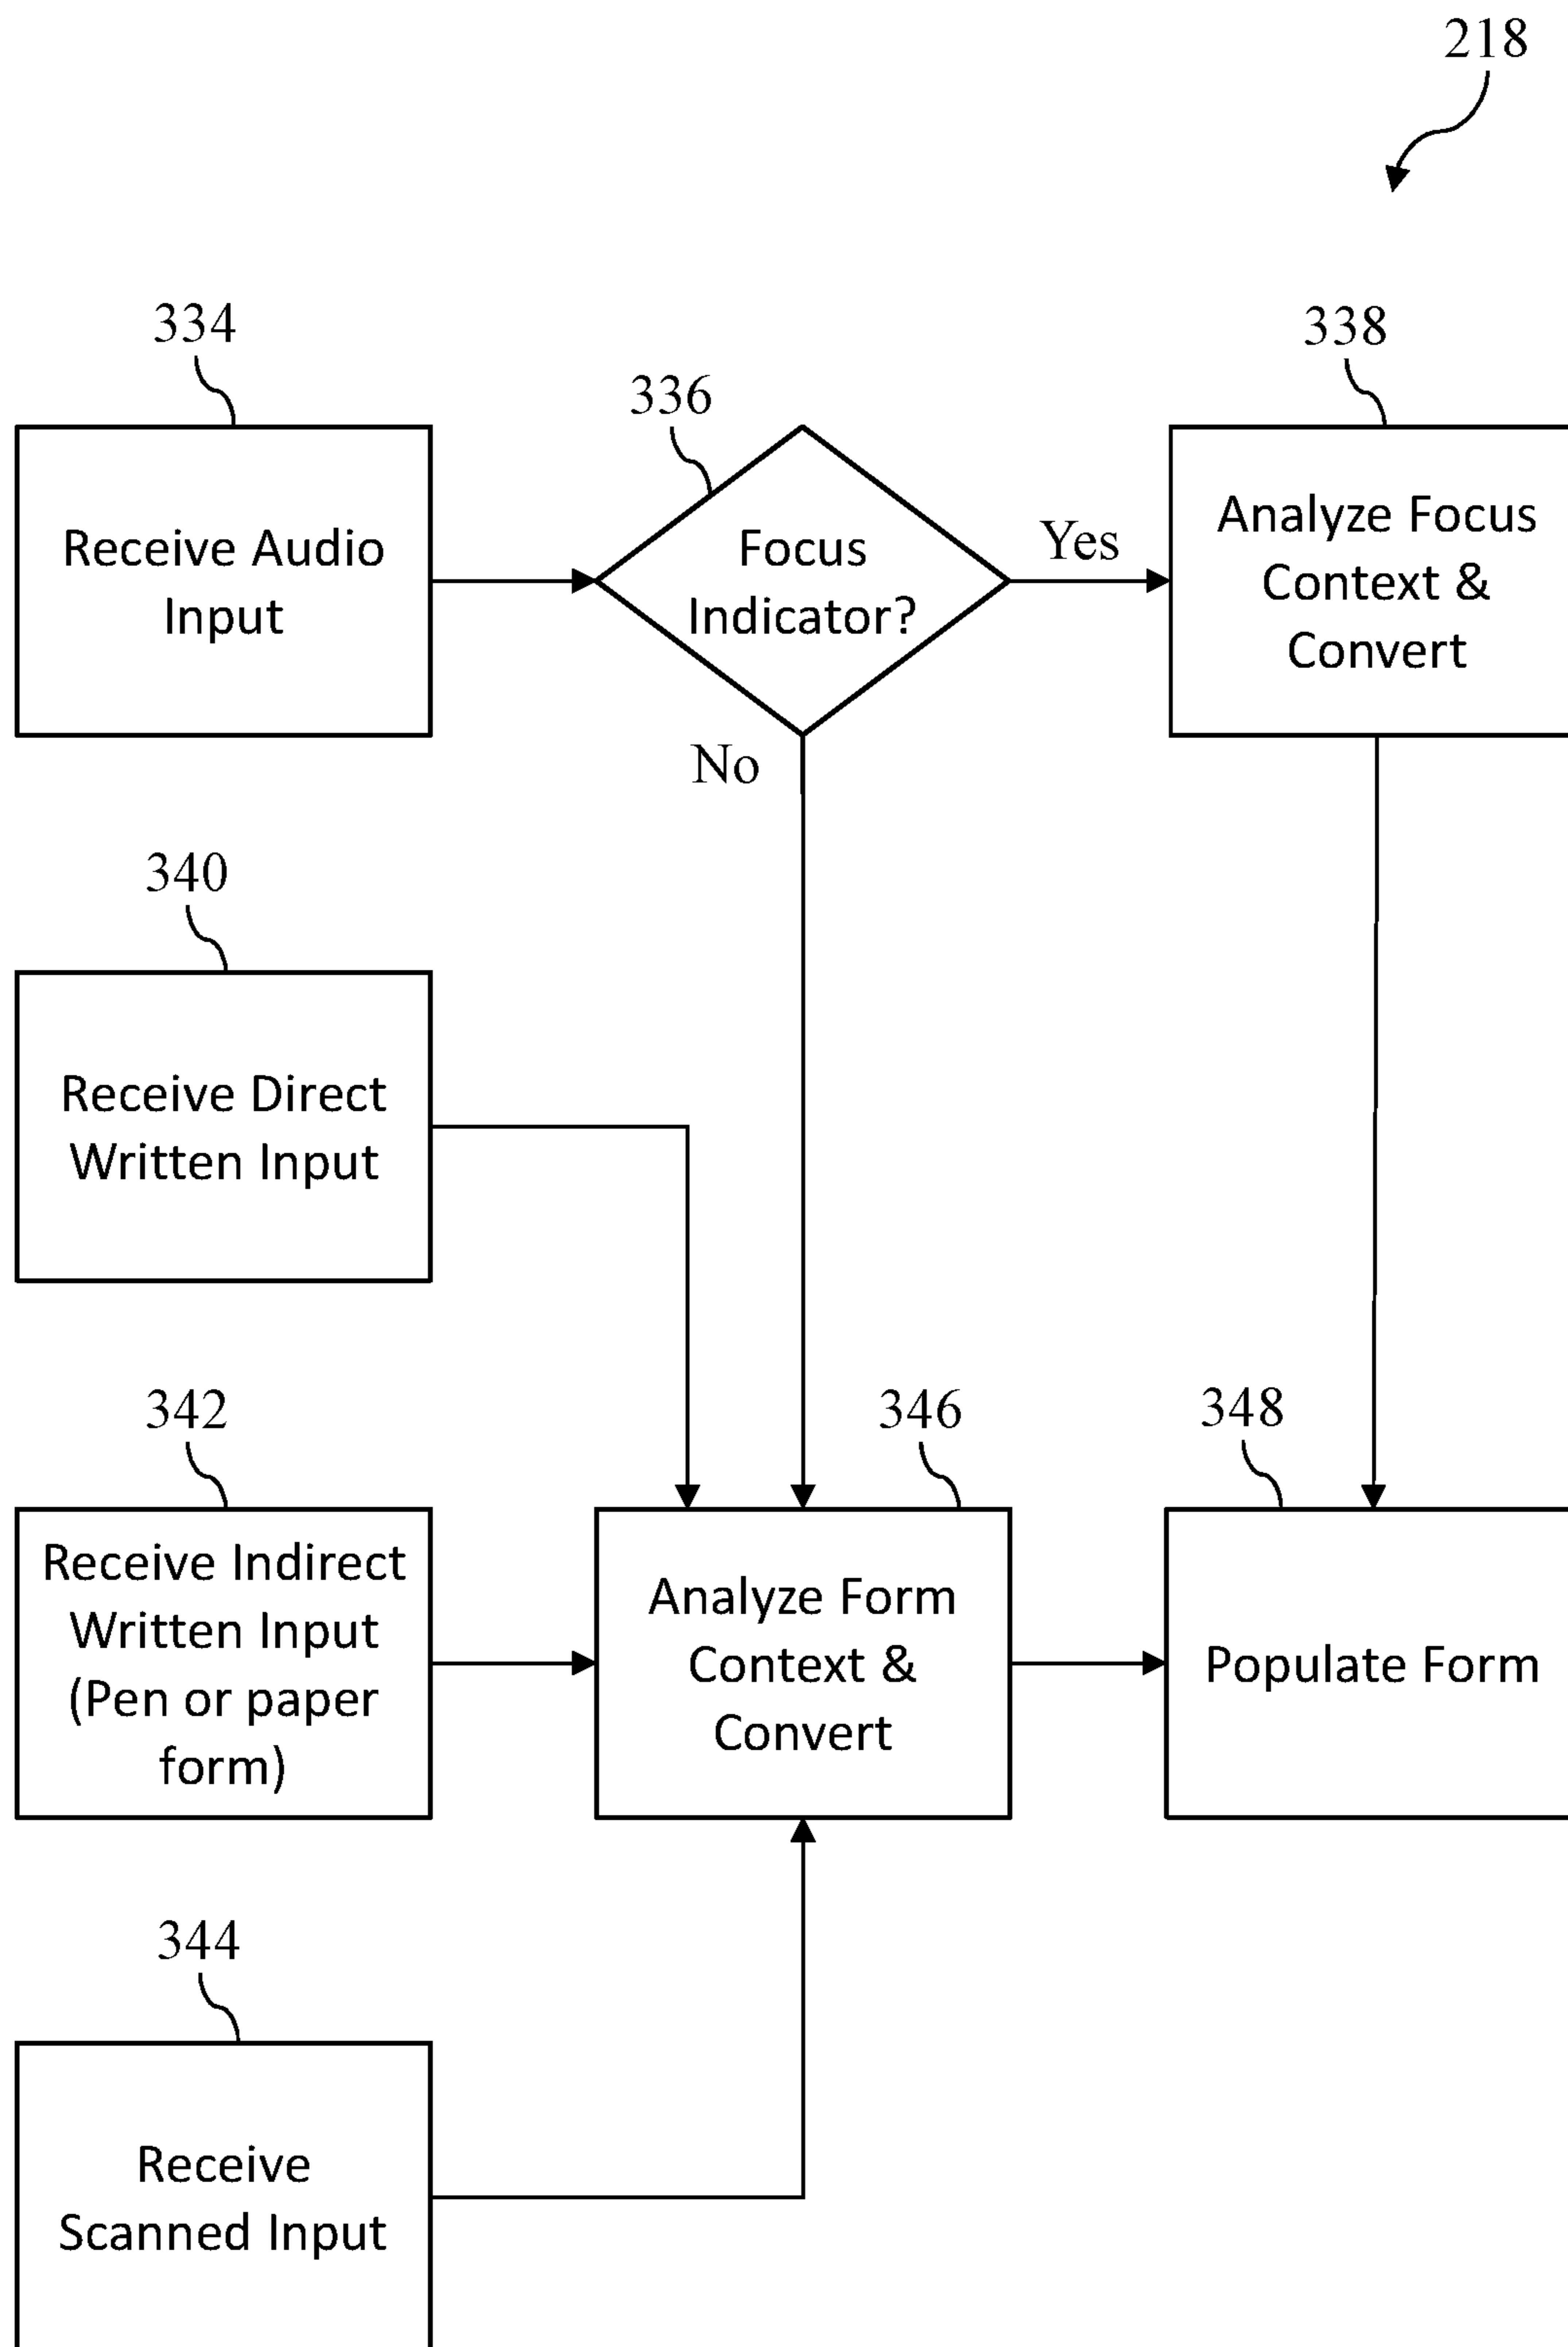 218
334
Receive Audio
Input
336
Focus
Indicator?
Yes
No
338
Analyze Focus
Context &
Convert
340
Receive Direct
Written Input
342
Receive Indirect
Written Input
(Pen or paper
form)
346
Analyze Form
Context &
Convert
348
Populate Form
344
Receive
Scanned Input